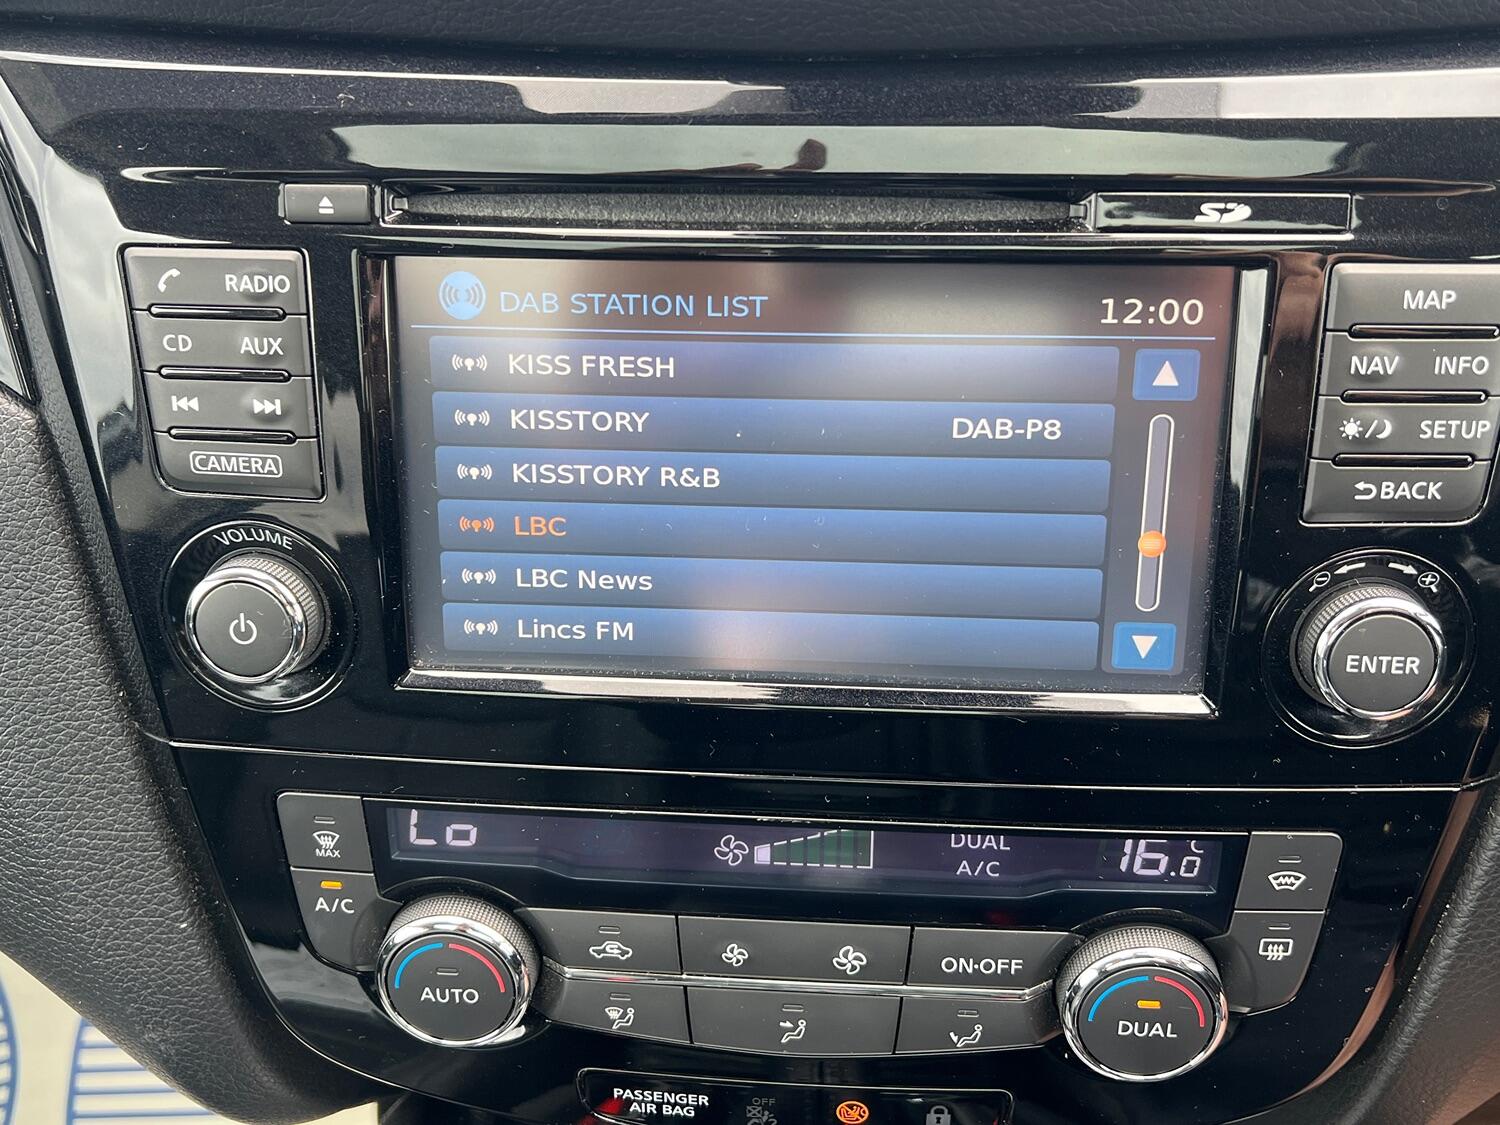 SD
RADIO
CD AUX
CAMERA
VOLUME
DAB STATION LIST 12:00
KISS FRESH
KISSTORY DAB-P8
KISSTORY R&B
LBC
LBC News
Lincs FM
MAP
NAV INFO
SETUP
BACK
ENTER
MAX
A/C
Lo
DUAL
A/C
16.0 °C
AUTO
ON·OFF
DUAL
PASSENGER
AIR BAG
OFF